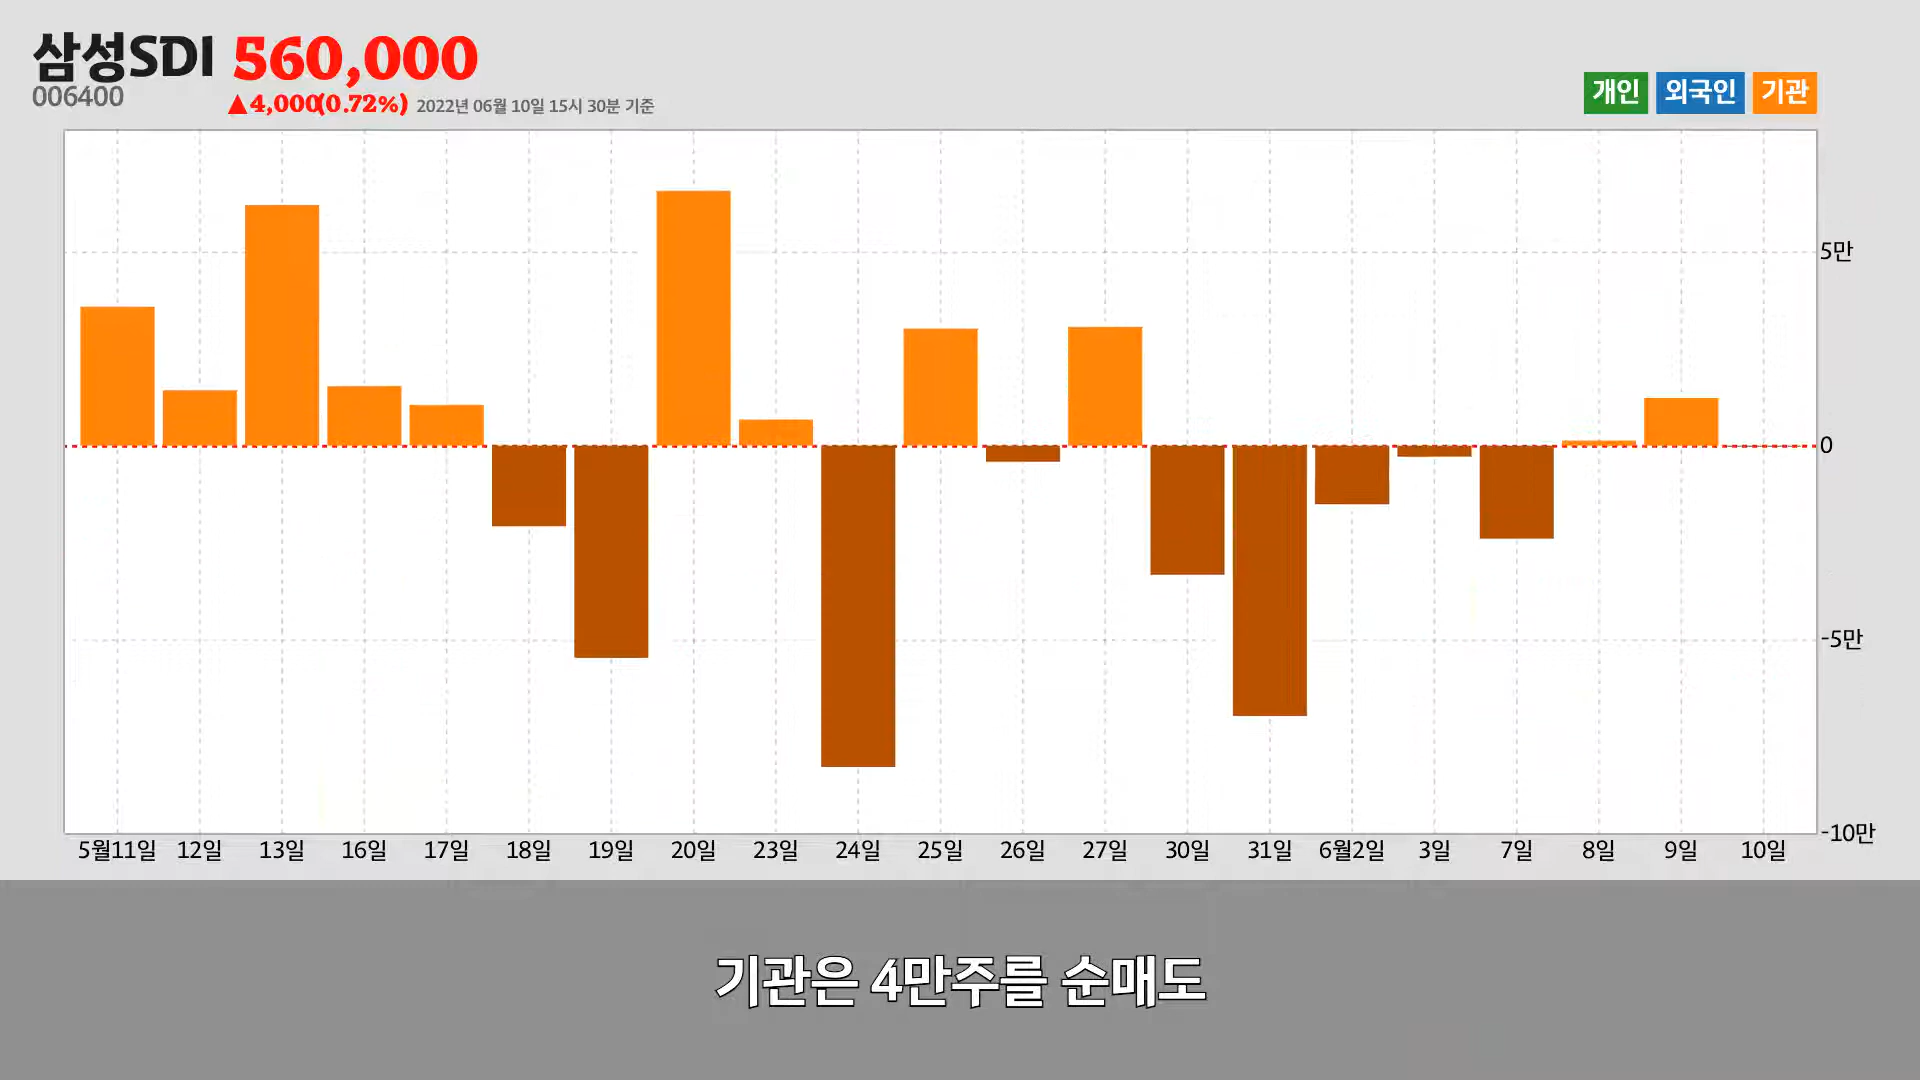 삼성SDI 560,000
006400
▲4,000(0.72%) 2022년 06월 10일 15시 30분 기준
개인 외국인 기관
5만
0
-5만
-10만
5월11일 12일 13일 16일 17일 18일 19일 20일 23일 24일 25일 26일 27일 30일 31일 6월2일 3일 7일 8일 9일 10일
기관은 4만주를 순매도